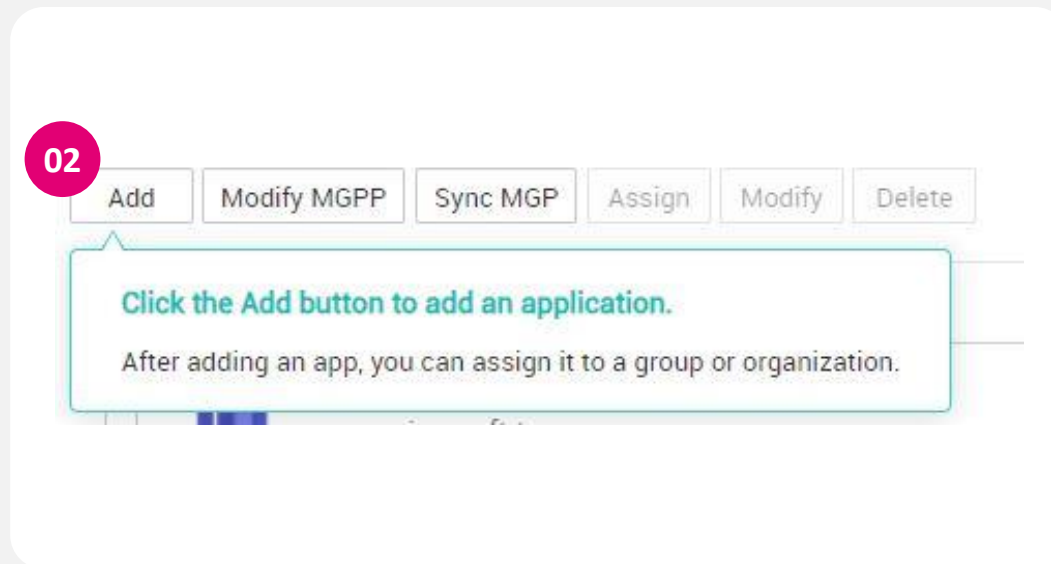 02
Add Modify MGPP Sync MGP Assign Modify Delete
Click the Add button to add an application.
After adding an app, you can assign it to a group or organization.